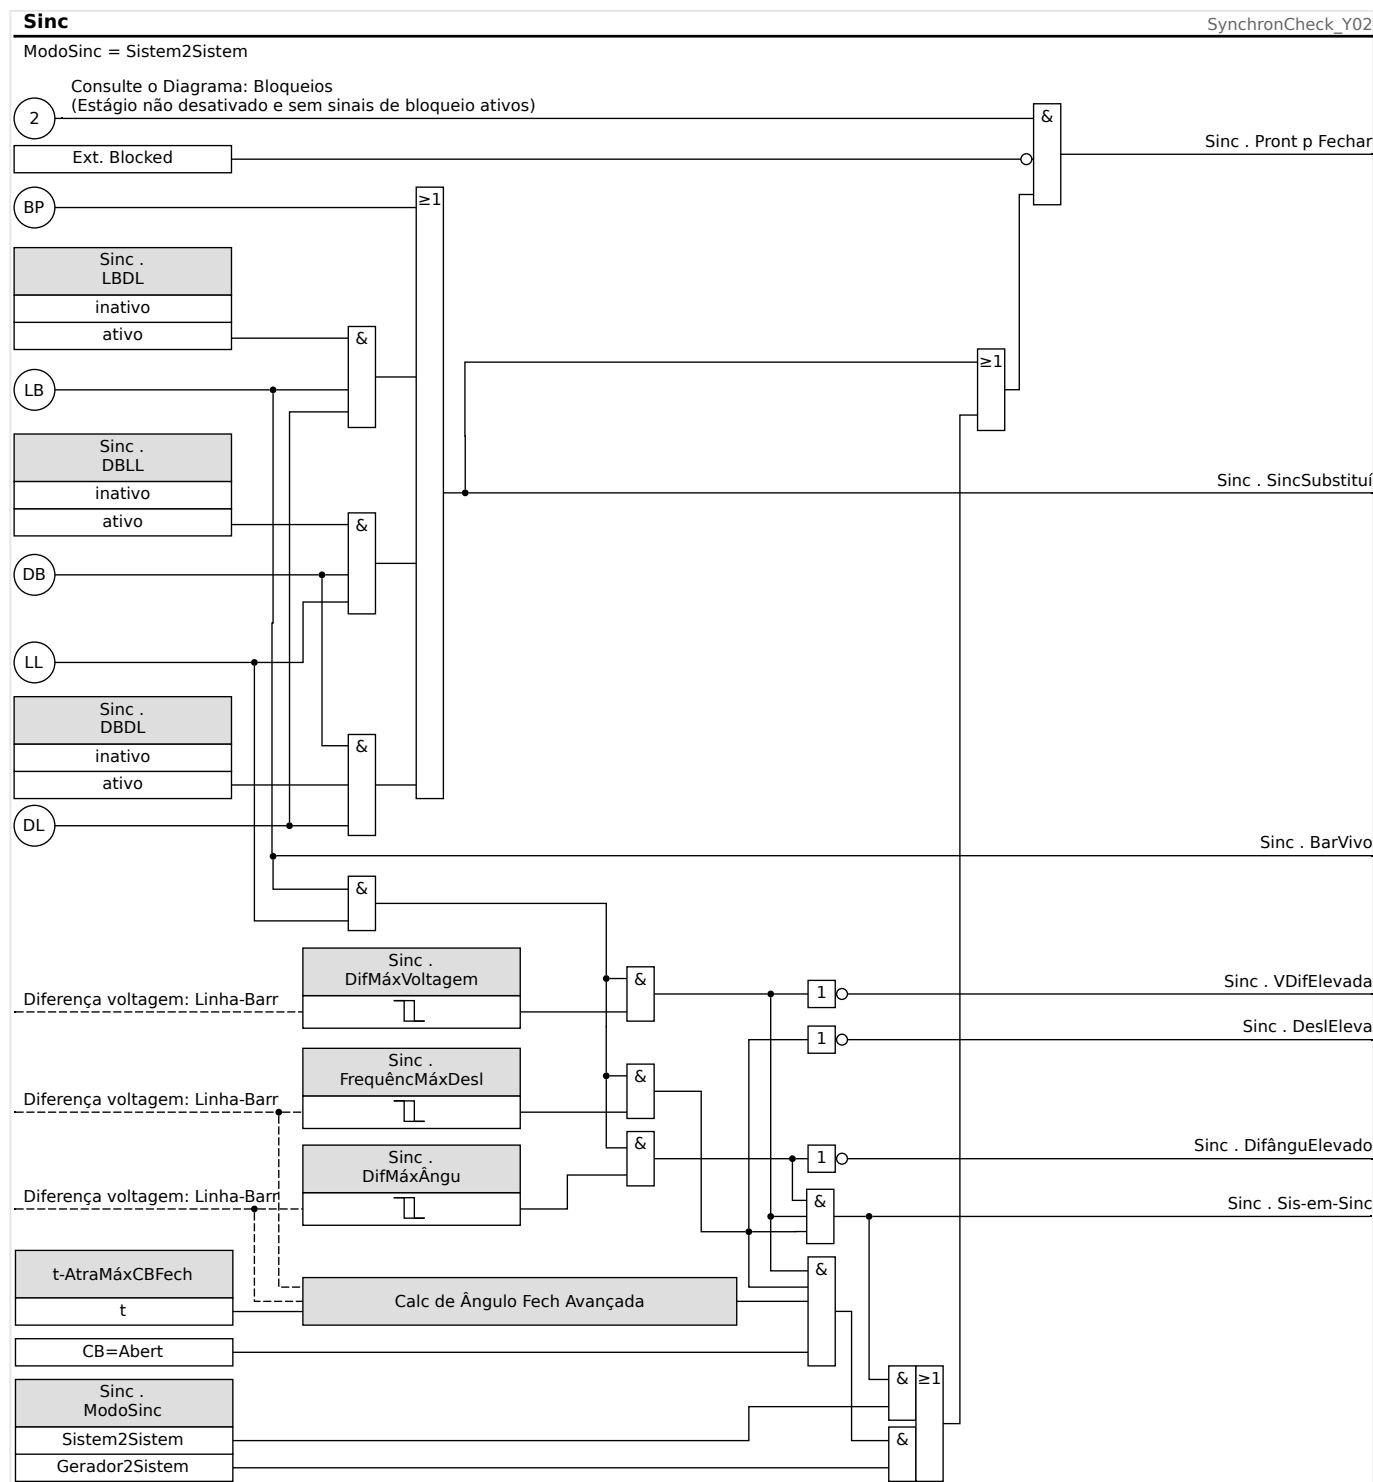 Sinc
SynchronCheck_Y02
ModoSinc = Sistem2Sistem
Consulte o Diagrama: Bloqueios
(Estágio não desativado e sem sinais de bloqueio ativos)
2
&
Sinc . Pront p Fechar
Ext. Blocked
BP
≥1
Sinc .
LBDL
inativo
ativo
&
≥1
LB
Sinc .
DBLL
inativo
ativo
&
Sinc . SincSubstituí
DB
LL
Sinc .
DBDL
inativo
ativo
&
DL
Sinc . BarVivo
&
Sinc .
DifMáxVoltagem
&
Diferença voltagem: Linha-Barr
1
Sinc . VDifElevada
1
Sinc . DeslEleva
Sinc .
FrequêncMáxDesl
&
Diferença voltagem: Linha-Barr
Sinc .
DifMáxÂngu
&
1
Sinc . DifânguElevado
Diferença voltagem: Linha-Barr
&
Sinc . Sis-em-Sinc
t-AtraMáxCBFech
t
Calc de Ângulo Fech Avançada
&
CB=Abert
Sinc .
ModoSinc
Sistem2Sistem
Gerador2Sistem
&
≥1
&